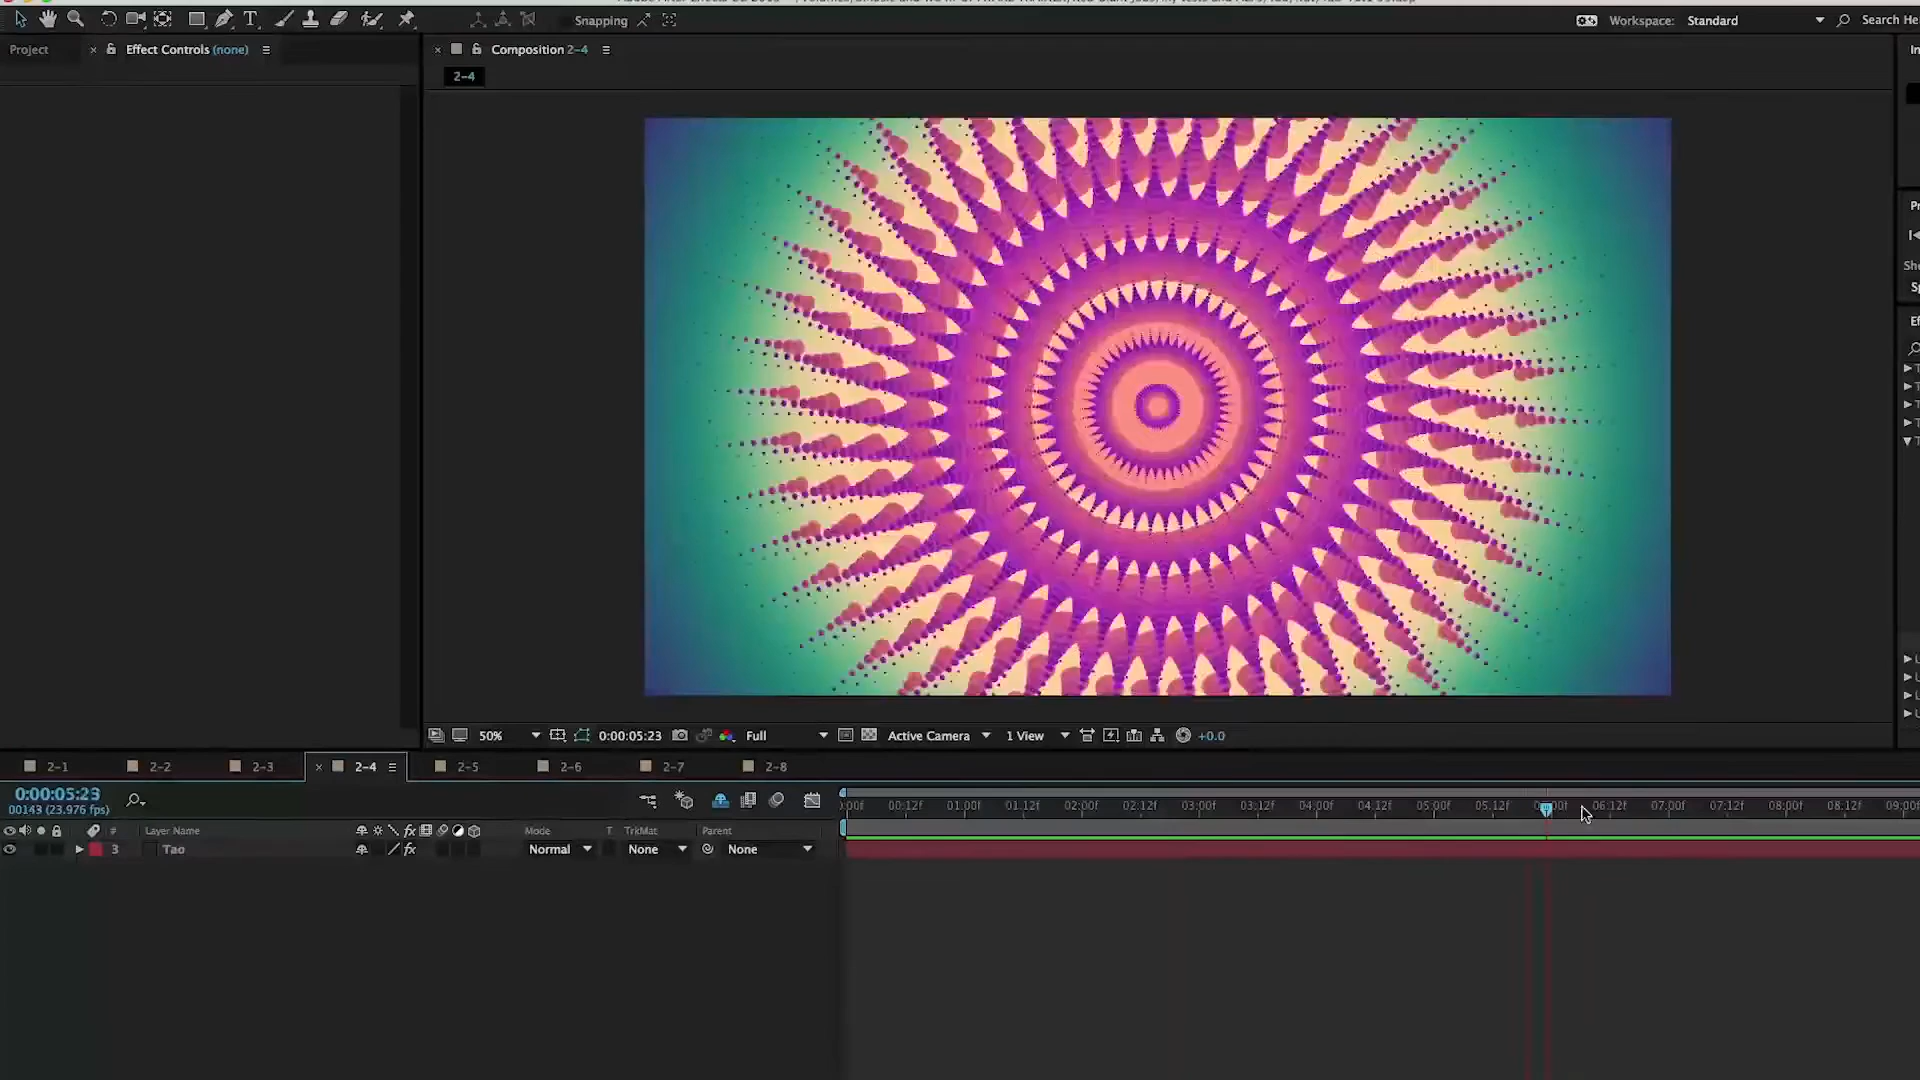 Snapping
Workspace: Standard
Search He
Project
Effect Controls (none)
Composition 2-4
2-4
50%
0:00:05:23
Full
Active Camera
1 View
+0.0
2-1
2-2
2-3
2-4
2-5
2-6
2-7
2-8
0:00:05:23
00143 (23.976 fps)
00:12f 01:00f 01:12f 02:00f 02:12f 03:00f 03:12f 04:00f 04:12f 05:00f 05:12f 06:12f 07:00f 07:12f 08:00f 08:12f 09:00f
# Layer Name Mode T TrkMat Parent
3 Tao Normal None None